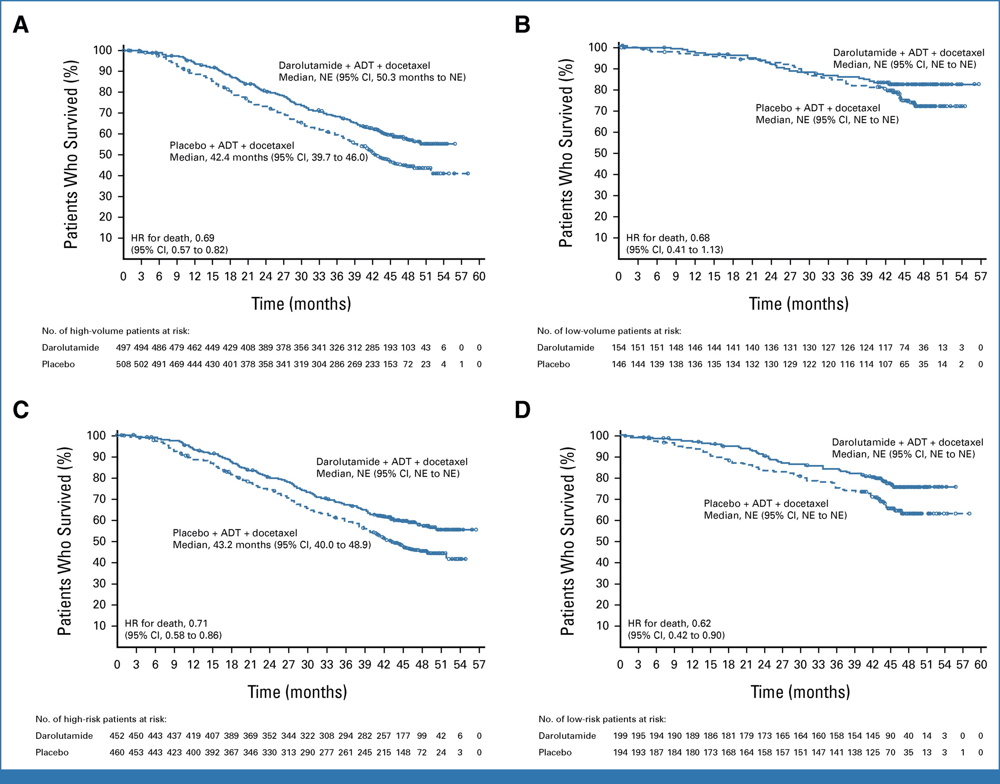 A
Patients Who Survived (%)
100
90
80
70
60
50
40
30
20
10
Darolutamide + ADT + docetaxel
Median, NE (95% CI, 50.3 months to NE)
Placebo + ADT + docetaxel
Median, 42.4 months (95% CI, 39.7 to 46.0)
HR for death, 0.69
(95% CI, 0.57 to 0.82)
0 3 6 9 12 15 18 21 24 27 30 33 36 39 42 45 48 51 54 57 60
Time (months)
No. of high-volume patients at risk:
Darolutamide 497 494 486 479 462 449 429 408 389 378 356 341 326 312 285 193 103 43 6 0 0
Placebo 508 502 491 469 444 430 401 378 358 341 319 304 286 269 233 153 72 23 4 1 0
B
Patients Who Survived (%)
100
90
80
70
60
50
40
30
20
10
Darolutamide + ADT + docetaxel
Median, NE (95% CI, NE to NE)
Placebo + ADT + docetaxel
Median, NE (95% CI, NE to NE)
HR for death, 0.68
(95% CI, 0.41 to 1.13)
0 3 6 9 12 15 18 21 24 27 30 33 36 39 42 45 48 51 54 57
Time (months)
No. of low-volume patients at risk:
Darolutamide 154 151 151 148 146 144 141 140 136 131 130 127 126 124 117 74 36 13 3 0
Placebo 146 144 139 138 136 135 134 132 130 129 122 120 116 114 107 65 35 14 2 0
C
Patients Who Survived (%)
100
90
80
70
60
50
40
30
20
10
Darolutamide + ADT + docetaxel
Median, NE (95% CI, NE to NE)
Placebo + ADT + docetaxel
Median, 43.2 months (95% CI, 40.0 to 48.9)
HR for death, 0.71
(95% CI, 0.58 to 0.86)
0 3 6 9 12 15 18 21 24 27 30 33 36 39 42 45 48 51 54 57
Time (months)
No. of high-risk patients at risk:
Darolutamide 452 450 443 437 419 407 389 369 352 344 322 308 294 282 257 177 99 42 6 0
Placebo 460 453 443 423 400 392 367 346 330 313 290 277 261 245 215 148 72 24 3 0
D
Patients Who Survived (%)
100
90
80
70
60
50
40
30
20
10
Darolutamide + ADT + docetaxel
Median, NE (95% CI, NE to NE)
Placebo + ADT + docetaxel
Median, NE (95% CI, NE to NE)
HR for death, 0.62
(95% CI, 0.42 to 0.90)
0 3 6 9 12 15 18 21 24 27 30 33 36 39 42 45 48 51 54 57 60
Time (months)
No. of low-risk patients at risk:
Darolutamide 199 195 194 190 189 186 181 179 173 165 164 160 158 154 145 90 40 14 3 0 0
Placebo 194 193 187 184 180 173 168 164 158 157 151 147 141 138 125 70 35 13 3 1 0